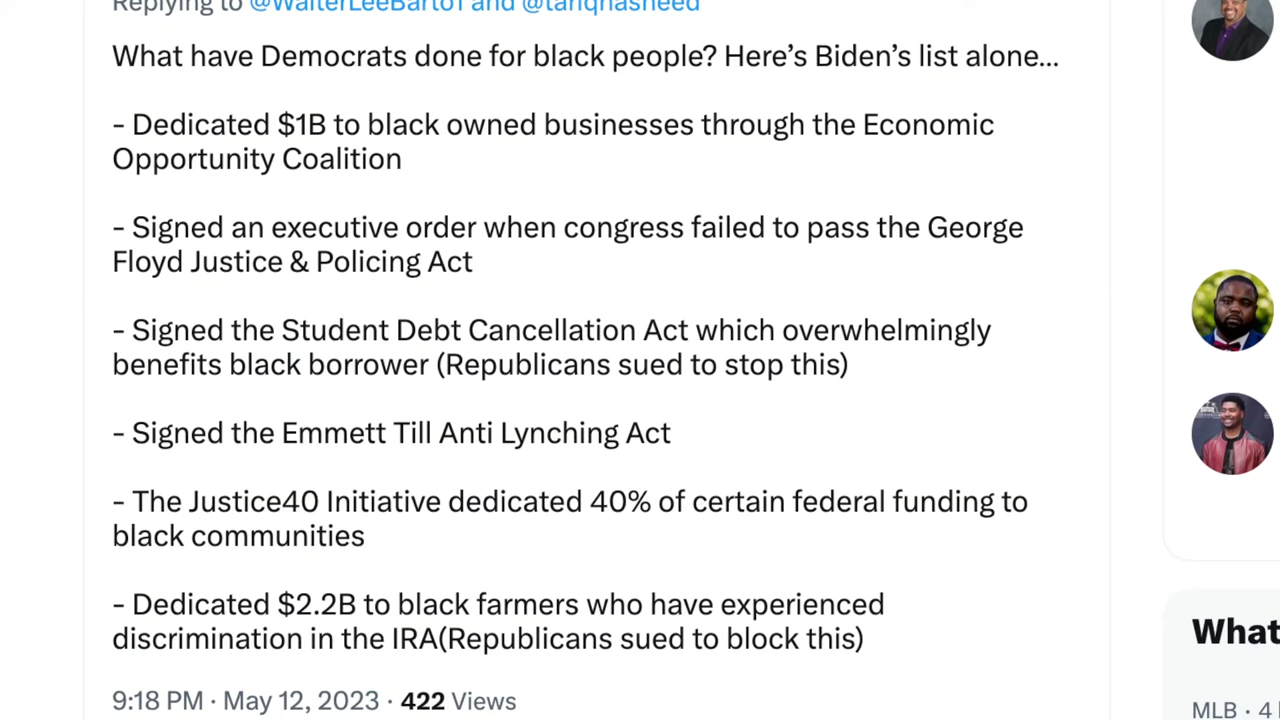 Replying to @WalterLeeBarto1 and @tariqnasheed
What have Democrats done for black people? Here’s Biden’s list alone...
- Dedicated $1B to black owned businesses through the Economic
Opportunity Coalition
- Signed an executive order when congress failed to pass the George
Floyd Justice & Policing Act
- Signed the Student Debt Cancellation Act which overwhelmingly
benefits black borrower (Republicans sued to stop this)
- Signed the Emmett Till Anti Lynching Act
- The Justice40 Initiative dedicated 40% of certain federal funding to
black communities
- Dedicated $2.2B to black farmers who have experienced
discrimination in the IRA(Republicans sued to block this)
9:18 PM · May 12, 2023 · 422 Views
What
MLB · 4